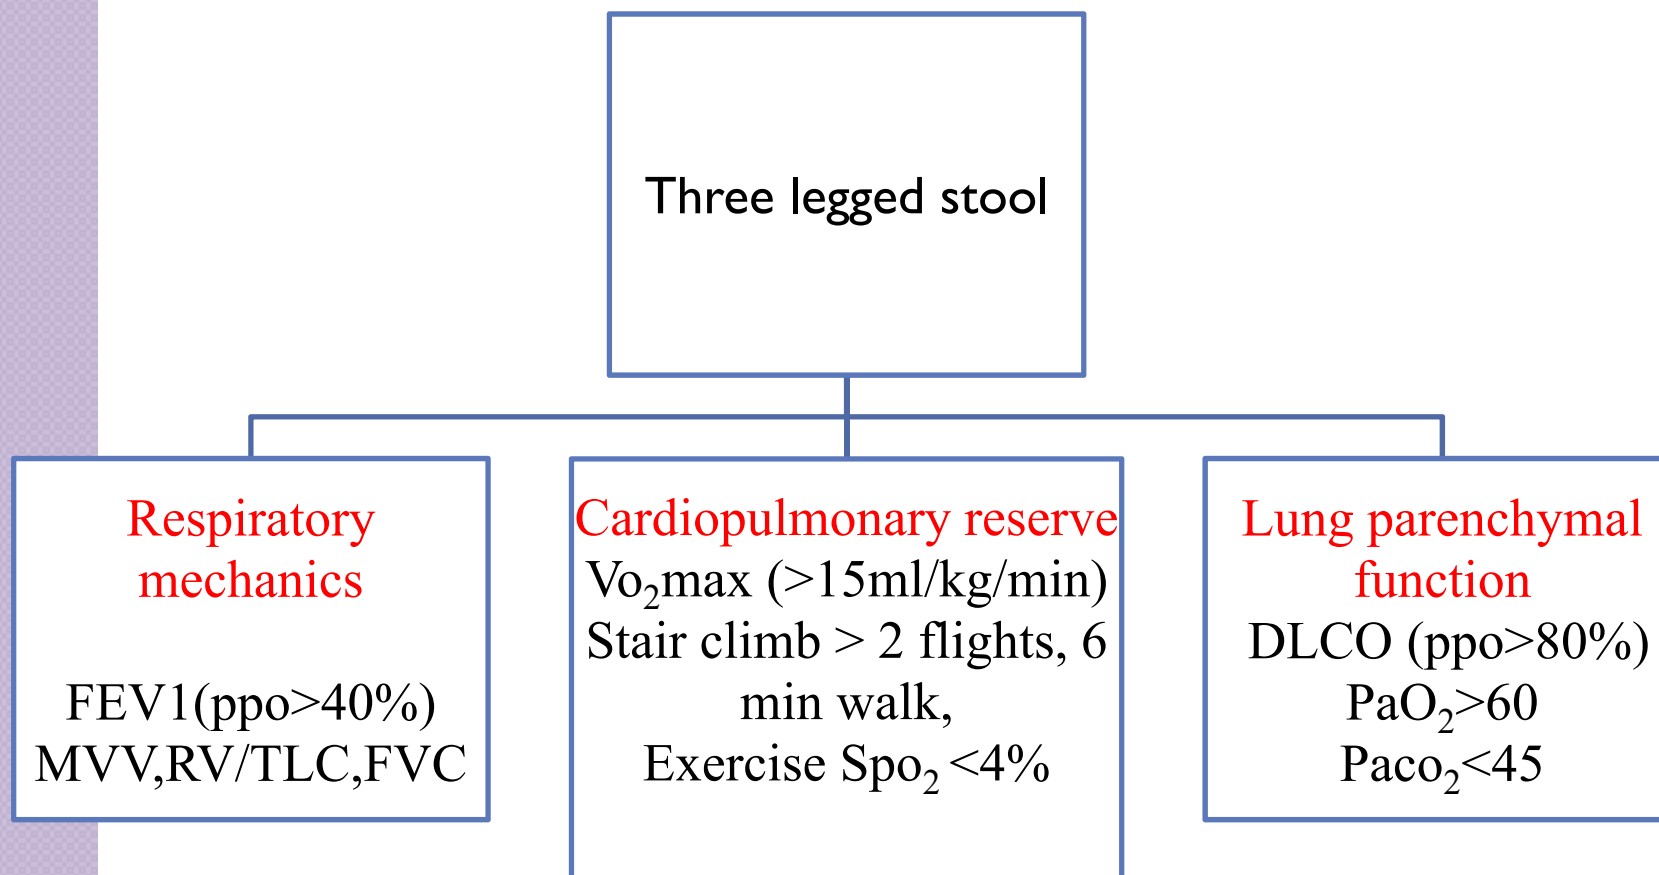 Three legged stool
Respiratory
mechanics
FEV1(ppo>40%)
MVV,RV/TLC,FVC
Cardiopulmonary reserve
Vo₂max (>15ml/kg/min)
Stair climb > 2 flights, 6
min walk,
Exercise Spo₂ <4%
Lung parenchymal
function
DLCO (ppo>80%)
PaO₂>60
Paco₂<45